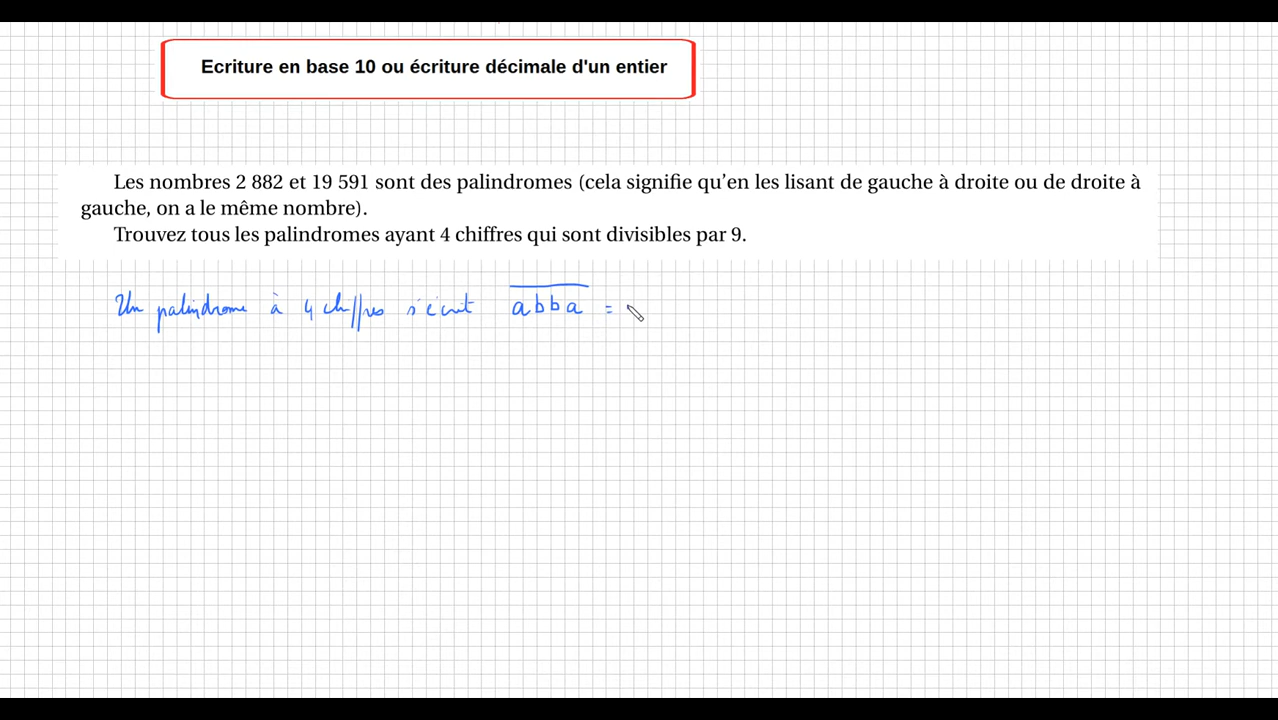 Ecriture en base 10 ou écriture décimale d'un entier
Les nombres 2 882 et 19 591 sont des palindromes (cela signifie qu'en les lisant de gauche à droite ou de droite à
gauche, on a le même nombre).
Trouvez tous les palindromes ayant 4 chiffres qui sont divisibles par 9.
Un palindrome à 4 chiffres s'écrit abba =